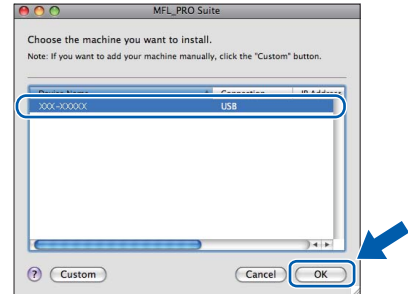 MFL_PRO Suite
Choose the machine you want to install.
Note: If you want to add your machine manually, click the "Custom" button.
Device Name Connection IP Address
XXX-XXXXX USB
? Custom Cancel OK